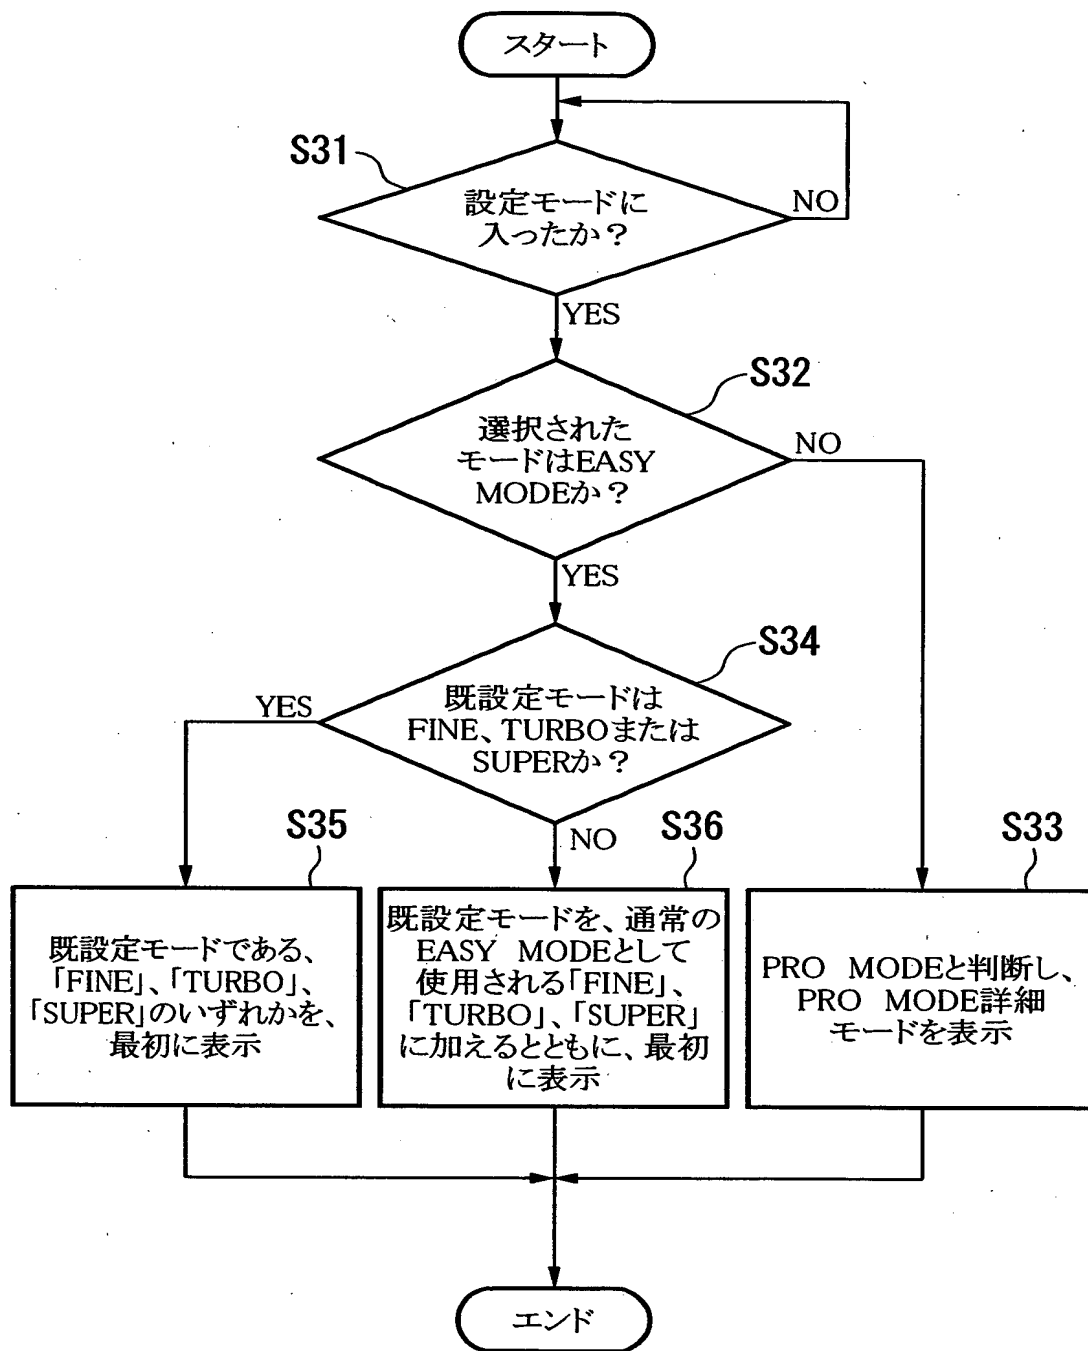 スタート
S31
設定モードに
入ったか？
NO
YES
S32
選択された
モードはEASY
MODEか？
NO
YES
S34
既設定モードは
FINE、TURBOまたは
SUPERか？
YES
NO
S35
既設定モードである、
「FINE」、「TURBO」、
「SUPER」のいずれかを、
最初に表示
S36
既設定モードを、通常の
EASY MODEとして
使用される「FINE」、
「TURBO」、「SUPER」
に加えるとともに、最初
に表示
S33
PRO MODEと判断し、
PRO MODE詳細
モードを表示
エンド